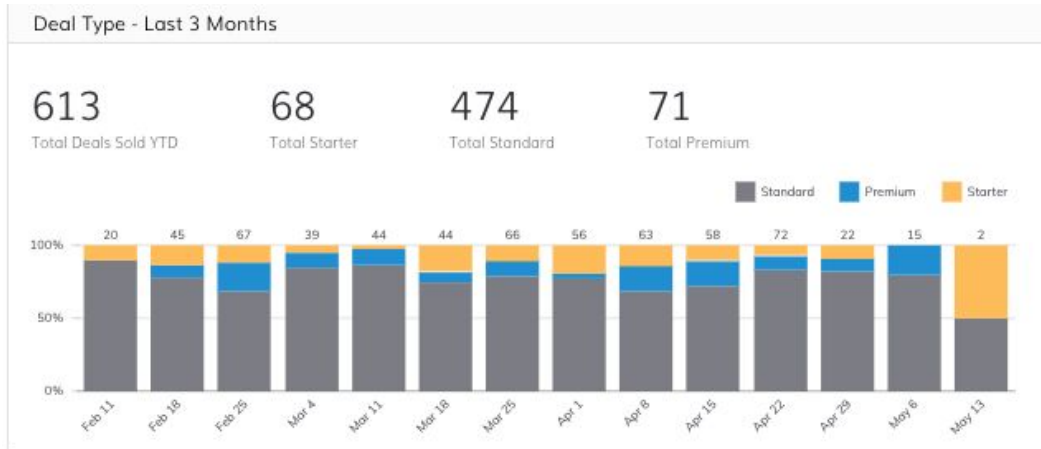 Deal Type - Last 3 Months
613 68 474 71
Total Deals Sold YTD Total Starter Total Standard Total Premium
Standard Premium Starter
20 45 67 39 44 44 66 56 63 58 72 22 15 2
100%
50%
0%
Feb 11 Feb 18 Feb 25 Mar 4 Mar 11 Mar 18 Mar 25 Apr 1 Apr 8 Apr 15 Apr 22 Apr 29 May 6 May 13